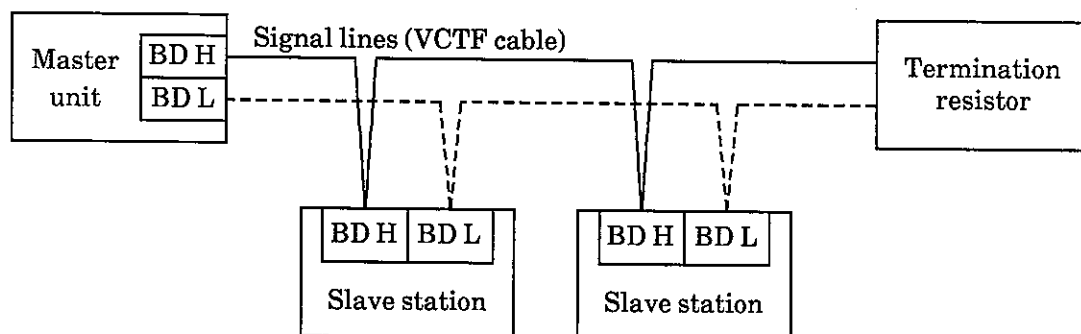 Signal lines (VCTF cable)
Master
unit
BD H
BD L
Termination
resistor
BD H
BD L
Slave station
BD H
BD L
Slave station